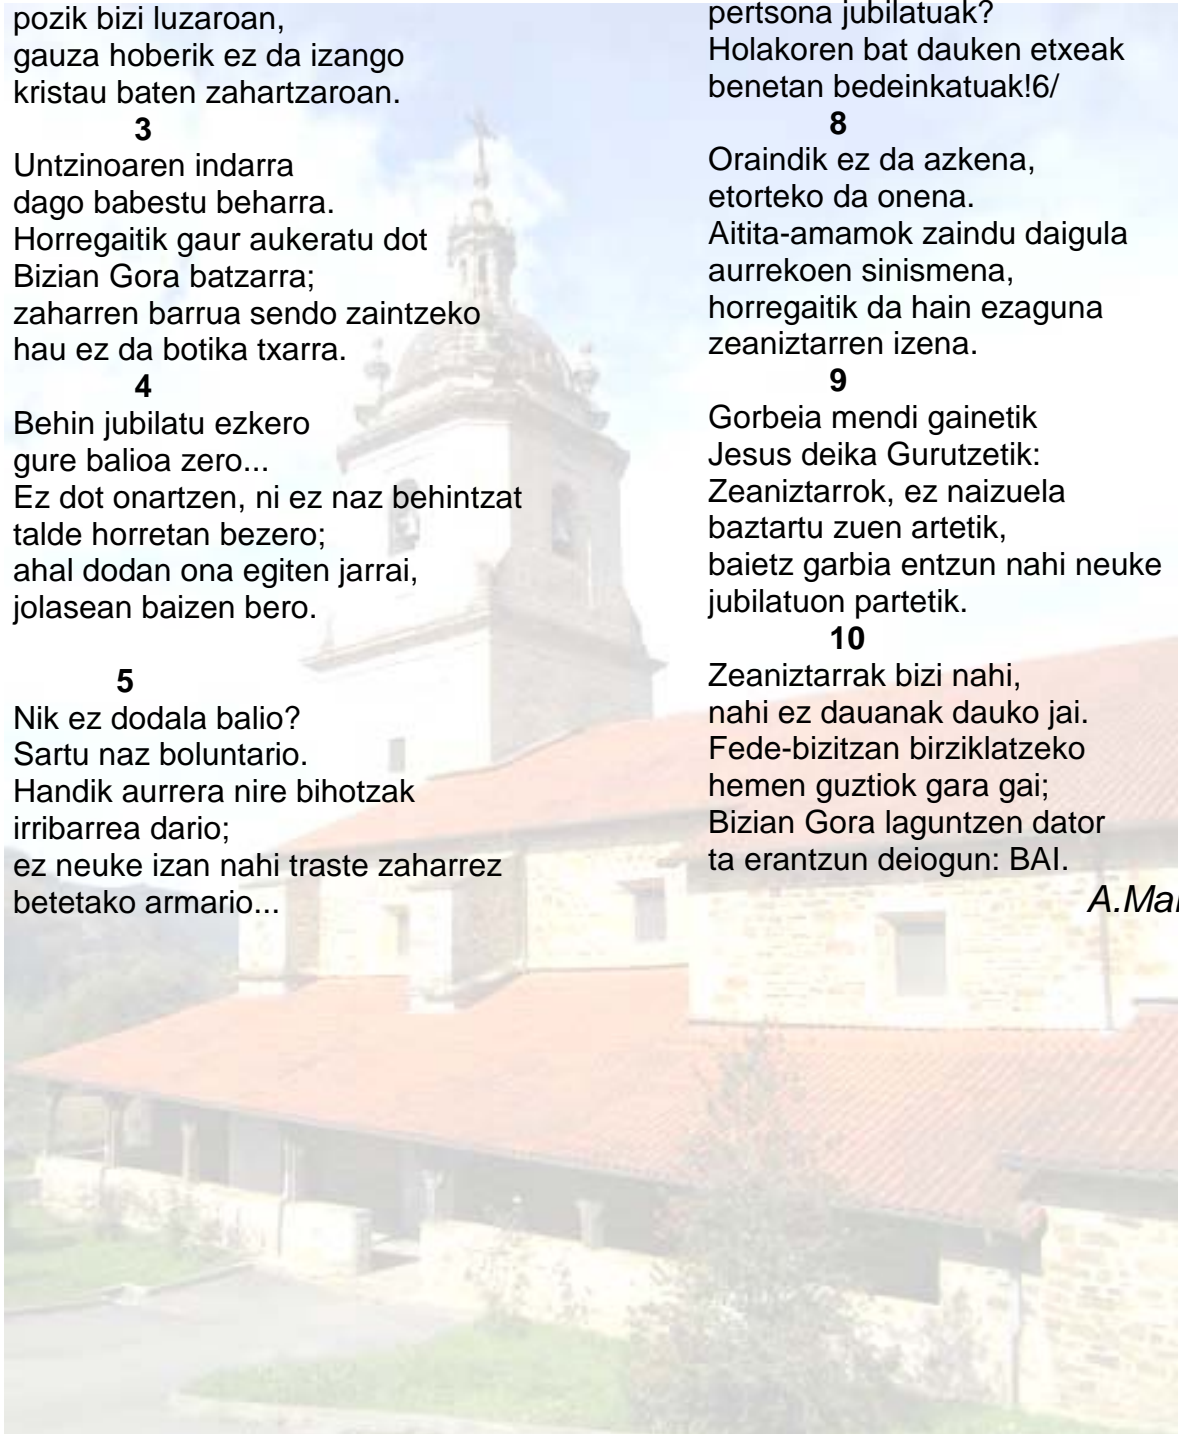 pozik bizi luzaroan,
gauza hoberik ez da izango
kristau baten zahartzaroan.
3
Untzinoaren indarra
dago babestu beharra.
Horregaitik gaur aukeratu dot
Bizian Gora batzarra;
zaharren barrua sendo zaintzeko
hau ez da botika txarra.
4
Behin jubilatu ezkero
gure balioa zero...
Ez dot onartzen, ni ez naz behintzat
talde horretan bezero;
ahal dodan ona egiten jarrai,
jolasean baizen bero.
5
Nik ez dodala balio?
Sartu naz boluntario.
Handik aurrera nire bihotzak
irribarrea dario;
ez neuke izan nahi traste zaharrez
betetako armario...
pertsona jubilatuak?
Holakoren bat dauken etxeak
benetan bedeinkatuak!6/
8
Oraindik ez da azkena,
etorteko da onena.
Aitita-amamok zaindu daigula
aurrekoen sinismena,
horregaitik da hain ezaguna
zeaniztarren izena.
9
Gorbeia mendi gainetik
Jesus deika Gurutzetik:
Zeaniztarrok, ez naizuela
baztartu zuen artetik,
baietz garbia entzun nahi neuke
jubilatuon partetik.
10
Zeaniztarrak bizi nahi,
nahi ez dauanak dauko jai.
Fede-bizitzan birziklatzeko
hemen guztiok gara gai;
Bizian Gora laguntzen dator
ta erantzun deiogun: BAI.